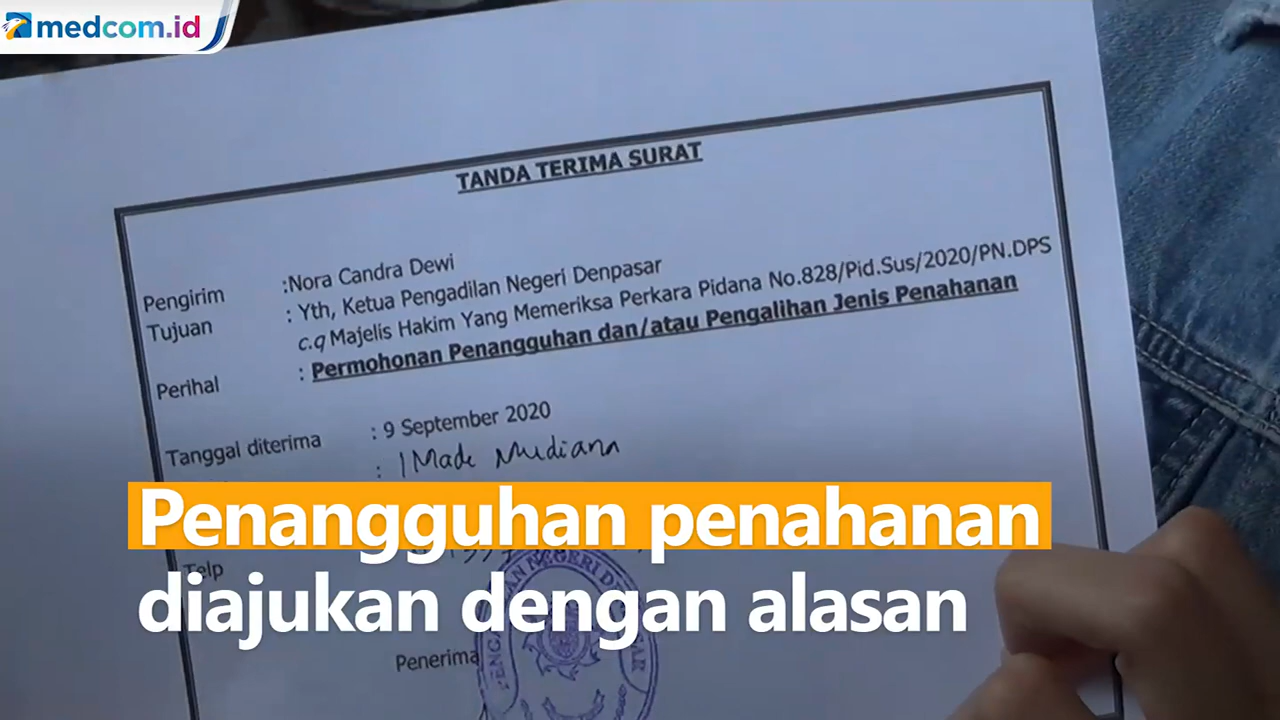 medcom.id
TANDA TERIMA SURAT
Pengirim :Nora Candra Dewi
Tujuan : Yth, Ketua Pengadilan Negeri Denpasar
c.q Majelis Hakim Yang Memeriksa Perkara Pidana No.828/Pid.Sus/2020/PN.DPS
Perihal : Permohonan Penangguhan dan/atau Pengalihan Jenis Penahanan
Tanggal diterima : 9 September 2020
: I Made Mudiana
Penangguhan penahanan
Telp
diajukan dengan alasan
Penerima